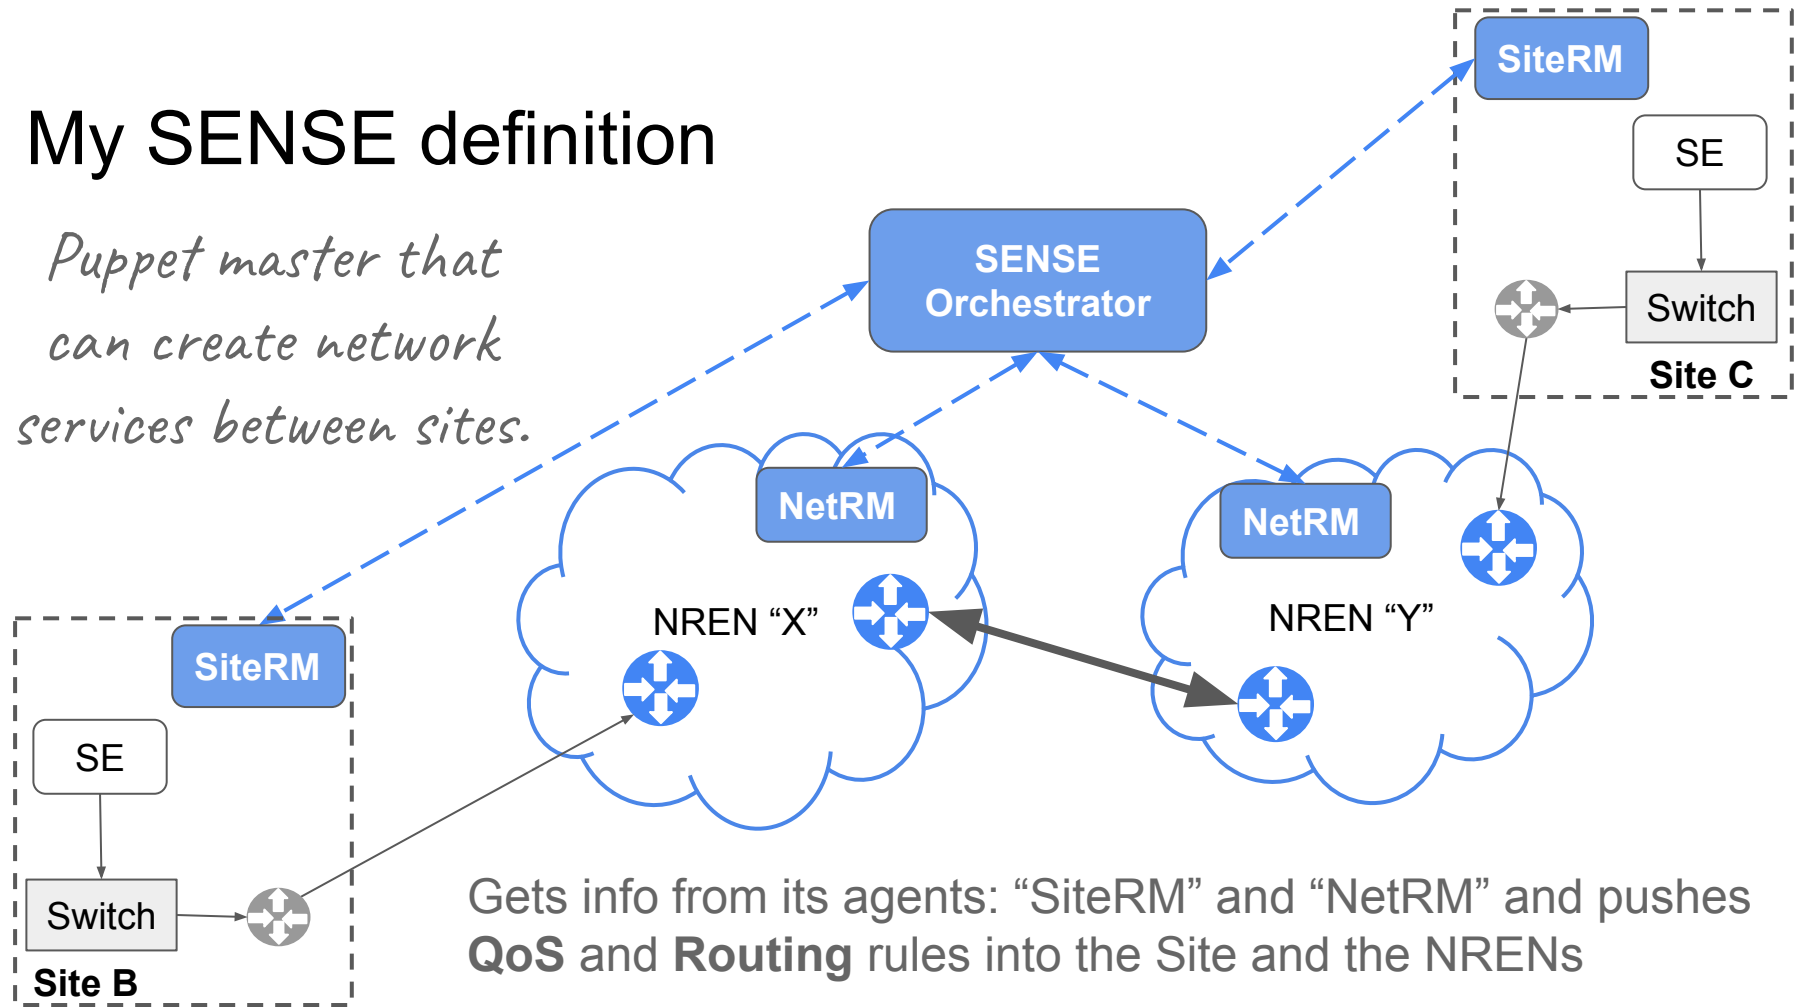 My SENSE definition
Puppet master that
can create network
services between sites.
SENSE
Orchestrator
SiteRM
SE
Switch
Site C
NetRM
NREN “X”
NetRM
NREN “Y”
SiteRM
SE
Switch
Site B
Gets info from its agents: “SiteRM” and “NetRM” and pushes
QoS and Routing rules into the Site and the NRENs